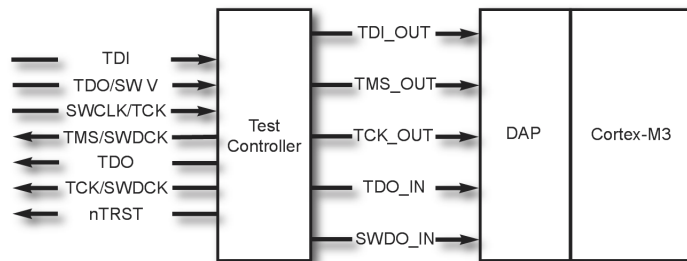 TDI
TDO/SW V
SWCLK/TCK
TMS/SWDCK
TDO
TCK/SWDCK
nTRST
Test
Controller
TDI_OUT
TMS_OUT
TCK_OUT
TDO_IN
SWDO_IN
DAP
Cortex-M3